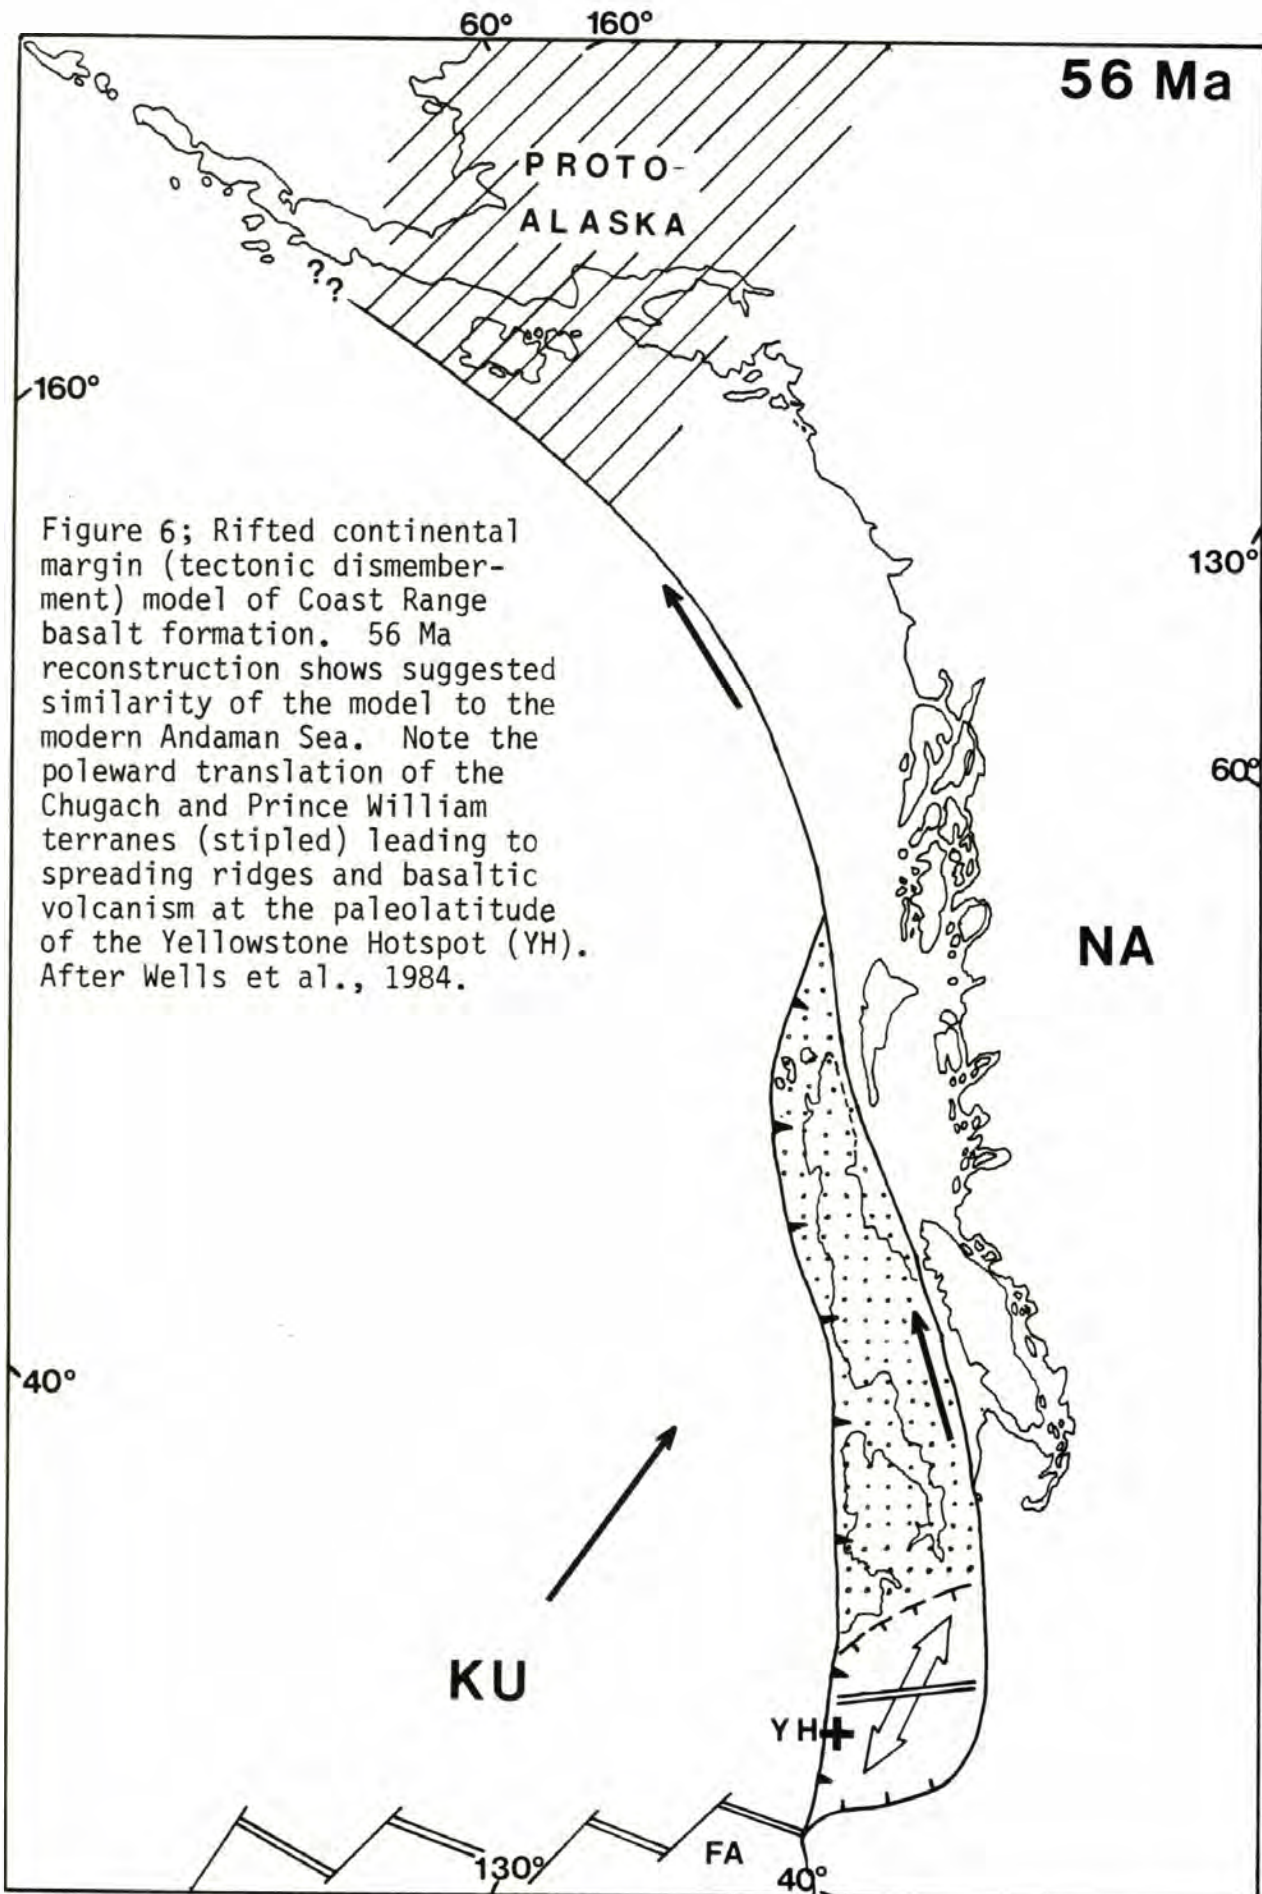 60° 160°
56 Ma
PROTO-
ALASKA
??
160°
Figure 6; Rifted continental
margin (tectonic dismember-
ment) model of Coast Range
basalt formation. 56 Ma
reconstruction shows suggested
similarity of the model to the
modern Andaman Sea. Note the
poleward translation of the
Chugach and Prince William
terranes (stipled) leading to
spreading ridges and basaltic
volcanism at the paleolatitude
of the Yellowstone Hotspot (YH).
After Wells et al., 1984.
130°
60°
NA
40°
KU
YH
FA
130°
40°